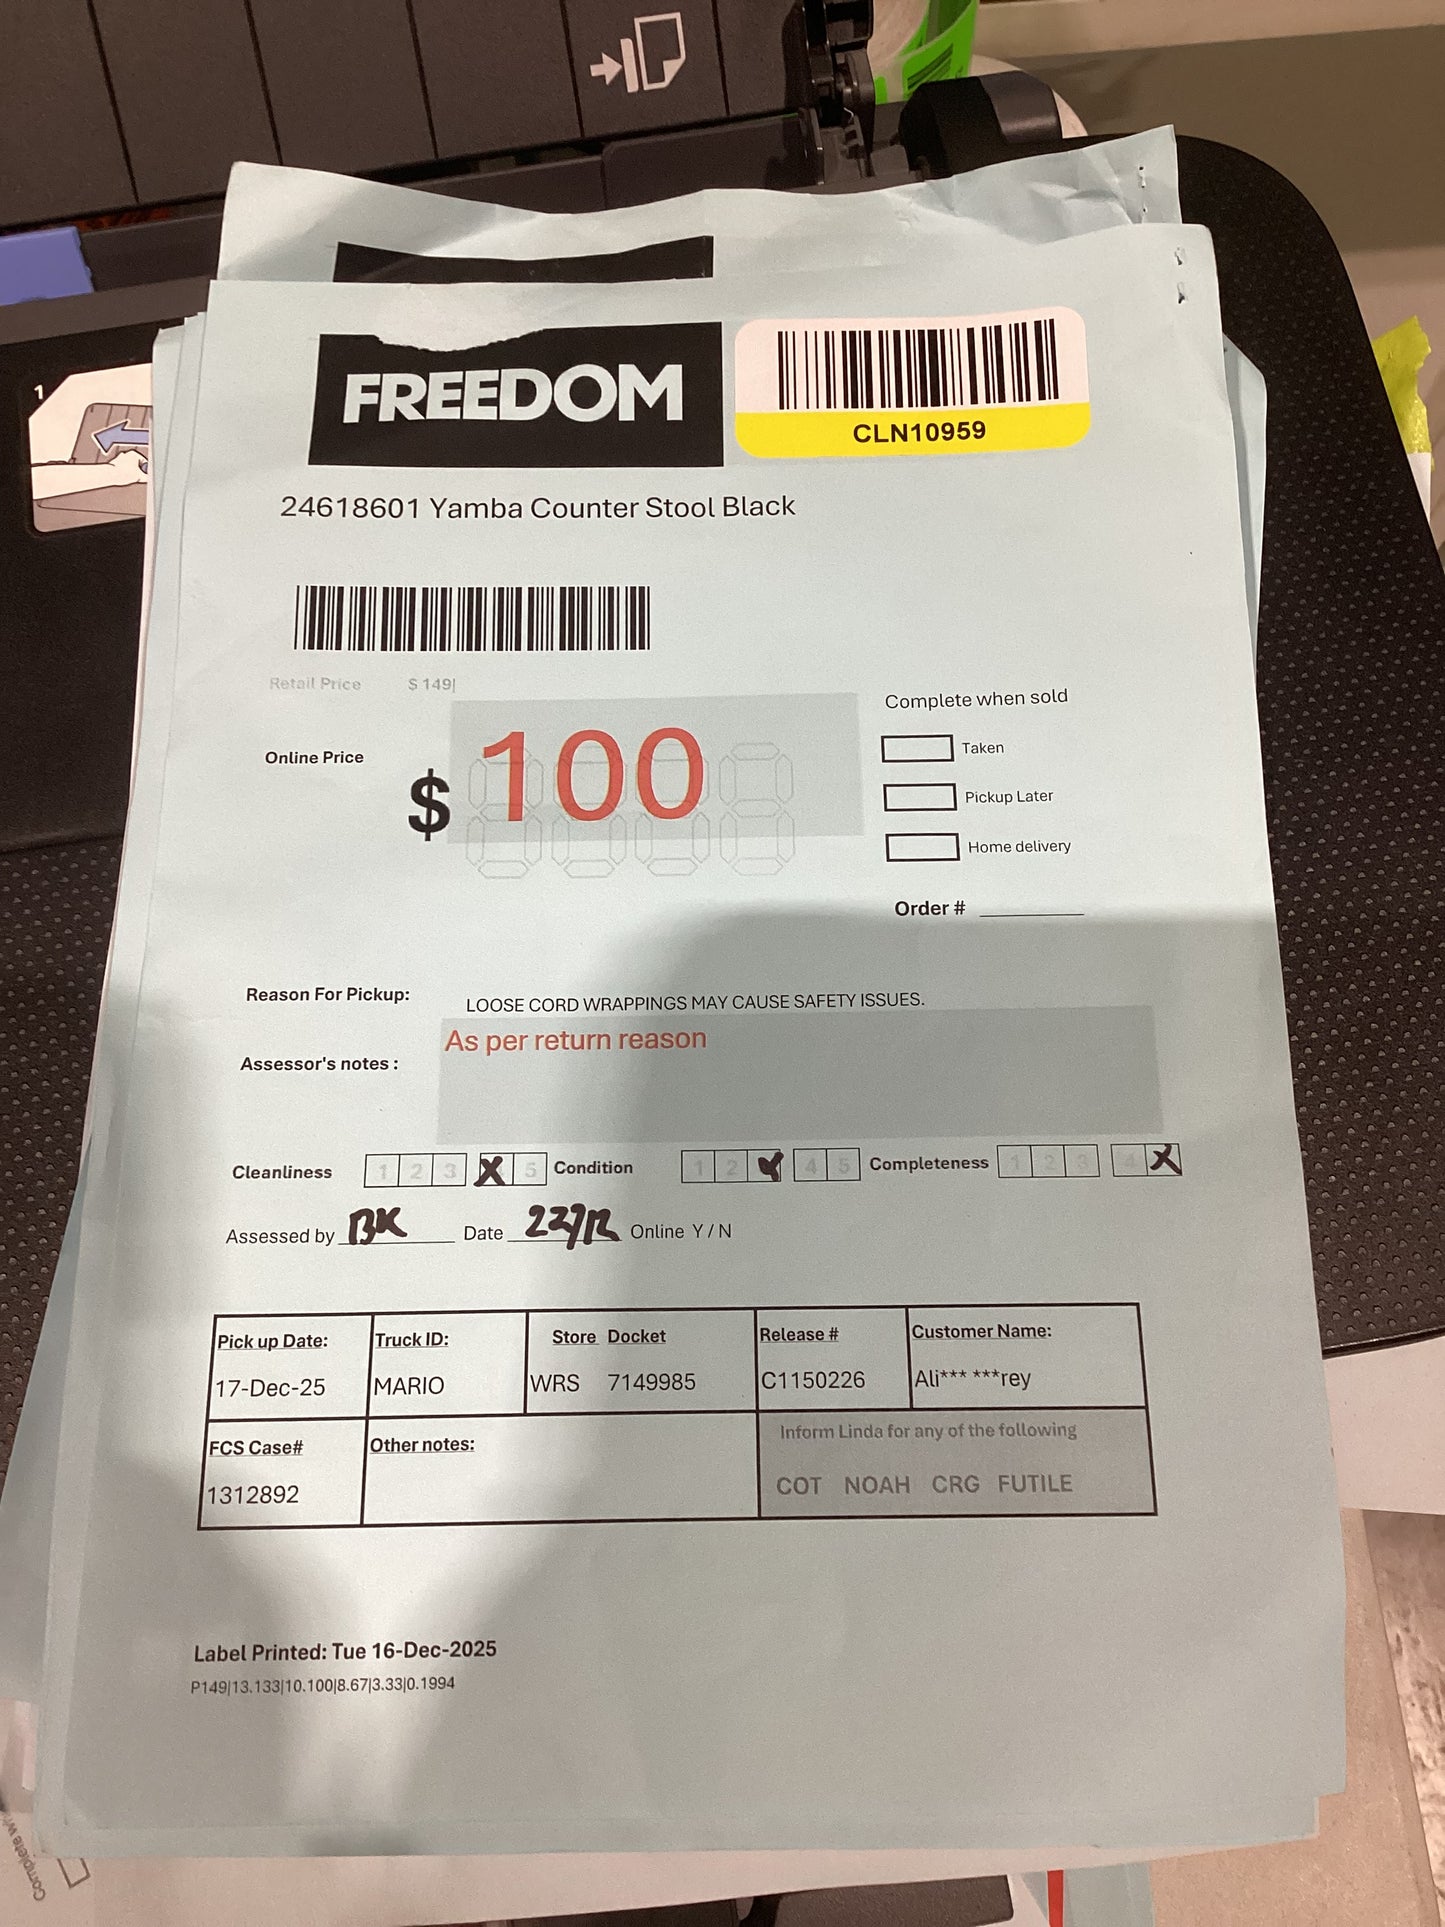 1
FREEDOM
CLN10959
24618601 Yamba Counter Stool Black
Retail Price $ 149|
Complete when sold
Online Price $ 100
Taken
Pickup Later
Home delivery
Order #
Reason For Pickup: LOOSE CORD WRAPPINGS MAY CAUSE SAFETY ISSUES.
As per return reason
Assessor's notes :
Cleanliness 1 2 3 X 5 Condition 1 2 X 4 5 Completeness 1 2 3 4 X
Assessed by BK Date 22/12 Online Y / N
Pick up Date: Truck ID: Store Docket Release # Customer Name:
17-Dec-25 MARIO WRS 7149985 C1150226 Ali*** ***rey
FCS Case# Other notes: Inform Linda for any of the following
1312892 COT NOAH CRG FUTILE
Label Printed: Tue 16-Dec-2025
P149|13.133|10.100|8.67|3.33|0.1994